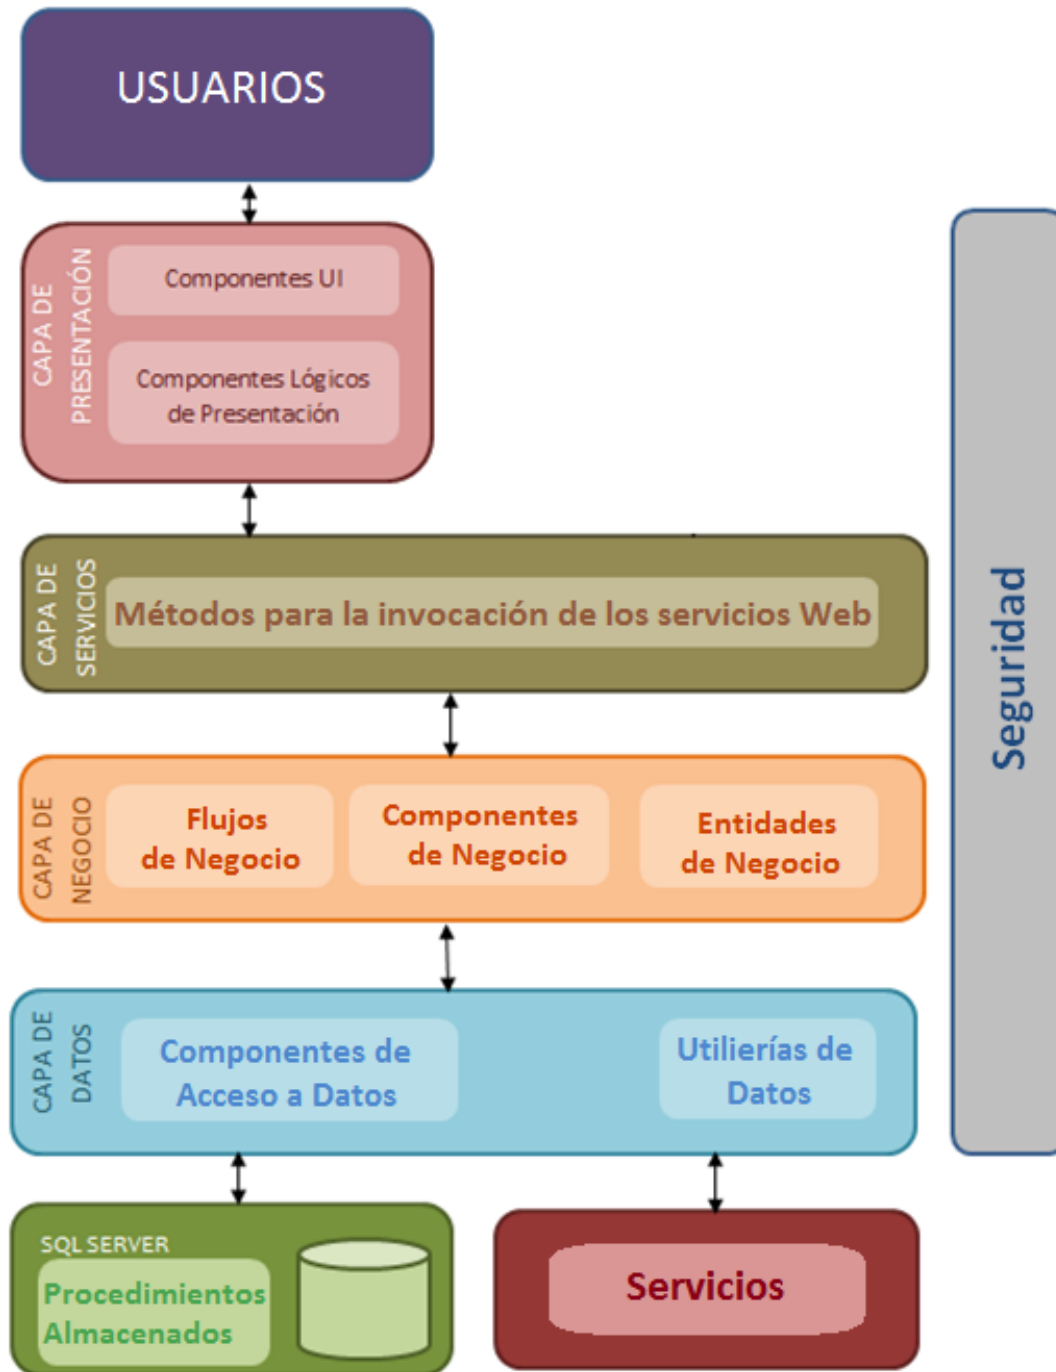 USUARIOS
CAPA DE
PRESENTACIÓN
Componentes UI
Componentes Lógicos
de Presentación
CAPA DE
SERVICIOS
Métodos para la invocación de los servicios Web
CAPA DE
NEGOCIO
Flujos
de Negocio
Componentes
de Negocio
Entidades
de Negocio
CAPA DE
DATOS
Componentes de
Acceso a Datos
Utilierías de
Datos
SQL SERVER
Procedimientos
Almacenados
Servicios
Seguridad